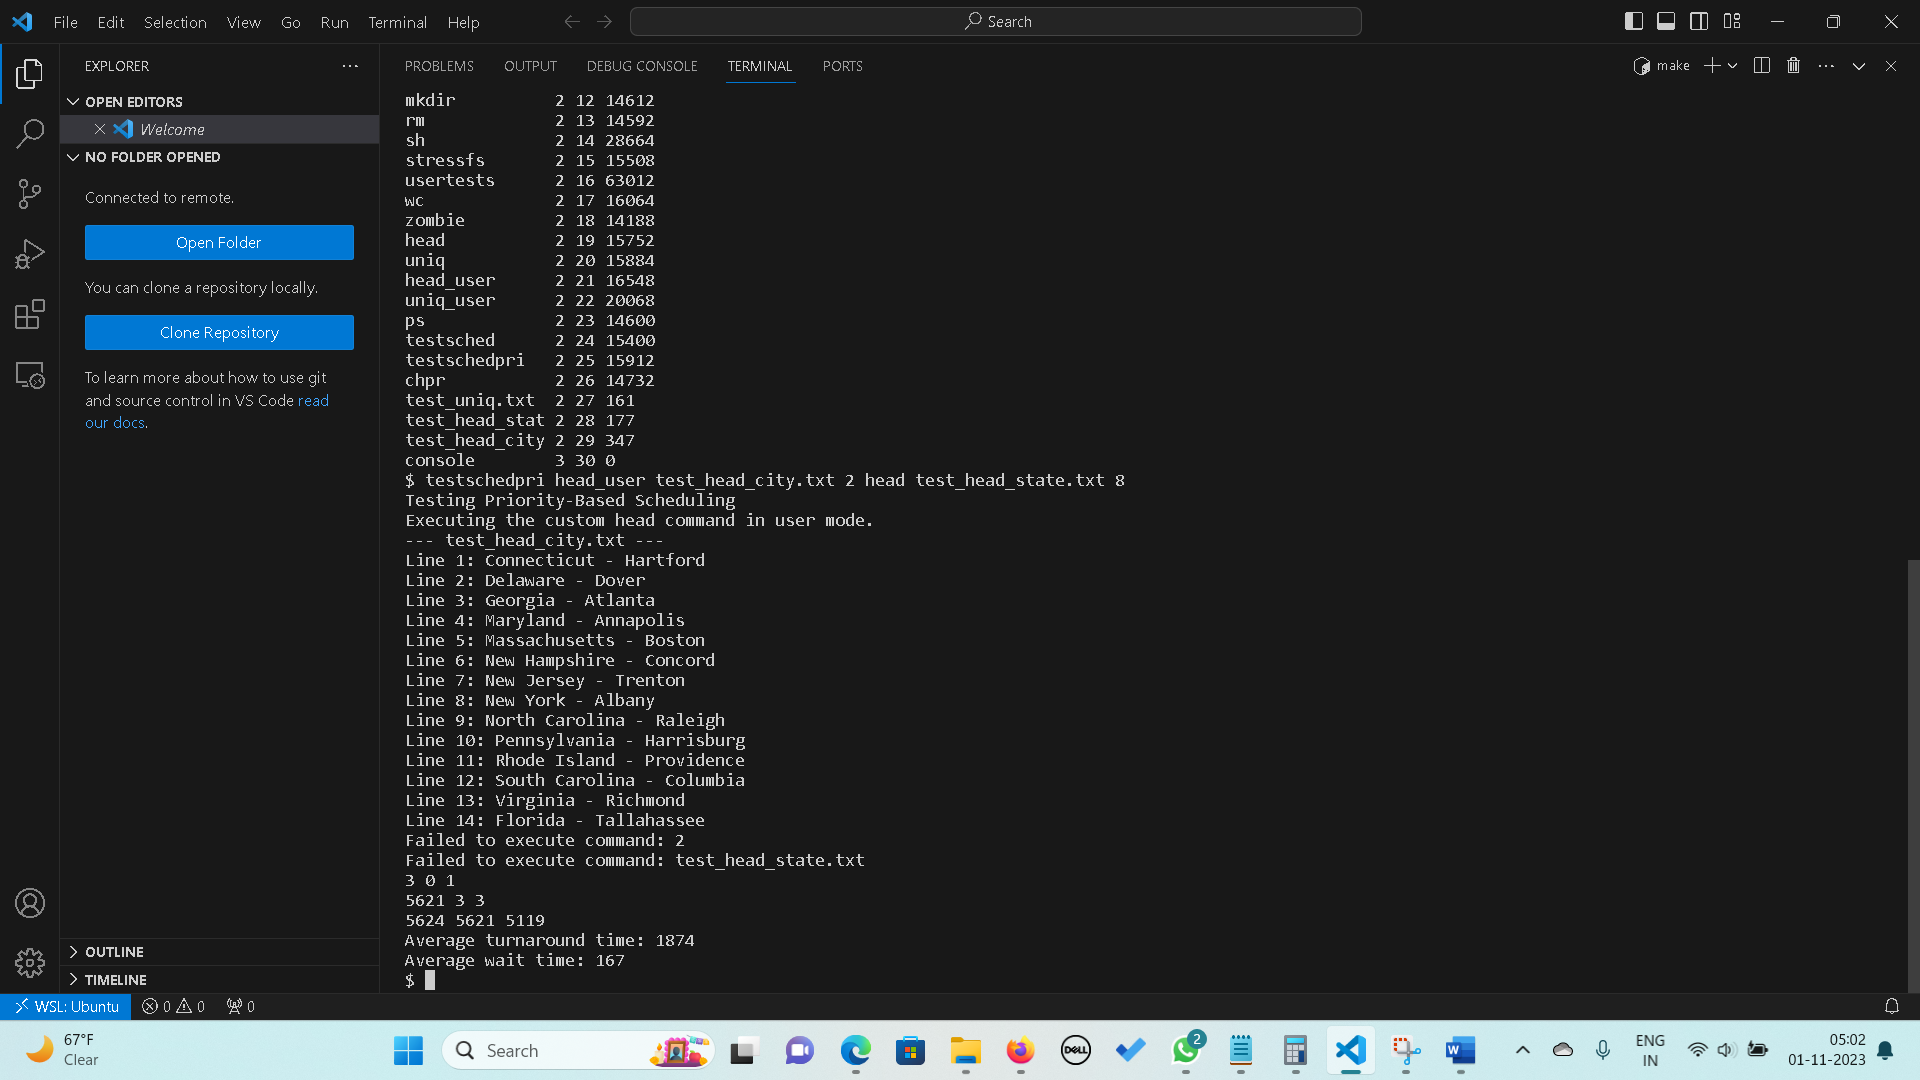 File Edit Selection View Go Run Terminal Help
Search
EXPLORER
OPEN EDITORS
Welcome
NO FOLDER OPENED
Connected to remote.
Open Folder
You can clone a repository locally.
Clone Repository
To learn more about how to use git
and source control in VS Code read
our docs.
OUTLINE
TIMELINE
PROBLEMS OUTPUT DEBUG CONSOLE TERMINAL PORTS
make
mkdir 2 12 14612
rm 2 13 14592
sh 2 14 28664
stressfs 2 15 15508
usertests 2 16 63012
wc 2 17 16064
zombie 2 18 14188
head 2 19 15752
uniq 2 20 15884
head_user 2 21 16548
uniq_user 2 22 20068
ps 2 23 14600
testsched 2 24 15400
testschedpri 2 25 15912
chpr 2 26 14732
test_uniq.txt 2 27 161
test_head_stat 2 28 177
test_head_city 2 29 347
console 3 30 0
$ testschedpri head_user test_head_city.txt 2 head test_head_state.txt 8
Testing Priority-Based Scheduling
Executing the custom head command in user mode.
--- test_head_city.txt ---
Line 1: Connecticut - Hartford
Line 2: Delaware - Dover
Line 3: Georgia - Atlanta
Line 4: Maryland - Annapolis
Line 5: Massachusetts - Boston
Line 6: New Hampshire - Concord
Line 7: New Jersey - Trenton
Line 8: New York - Albany
Line 9: North Carolina - Raleigh
Line 10: Pennsylvania - Harrisburg
Line 11: Rhode Island - Providence
Line 12: South Carolina - Columbia
Line 13: Virginia - Richmond
Line 14: Florida - Tallahassee
Failed to execute command: 2
Failed to execute command: test_head_state.txt
3 0 1
5621 3 3
5624 5621 5119
Average turnaround time: 1874
Average wait time: 167
$
WSL: Ubuntu 0 0 0
67°F
Clear
Search
DELL
2
W
ENG
IN
05:02
01-11-2023